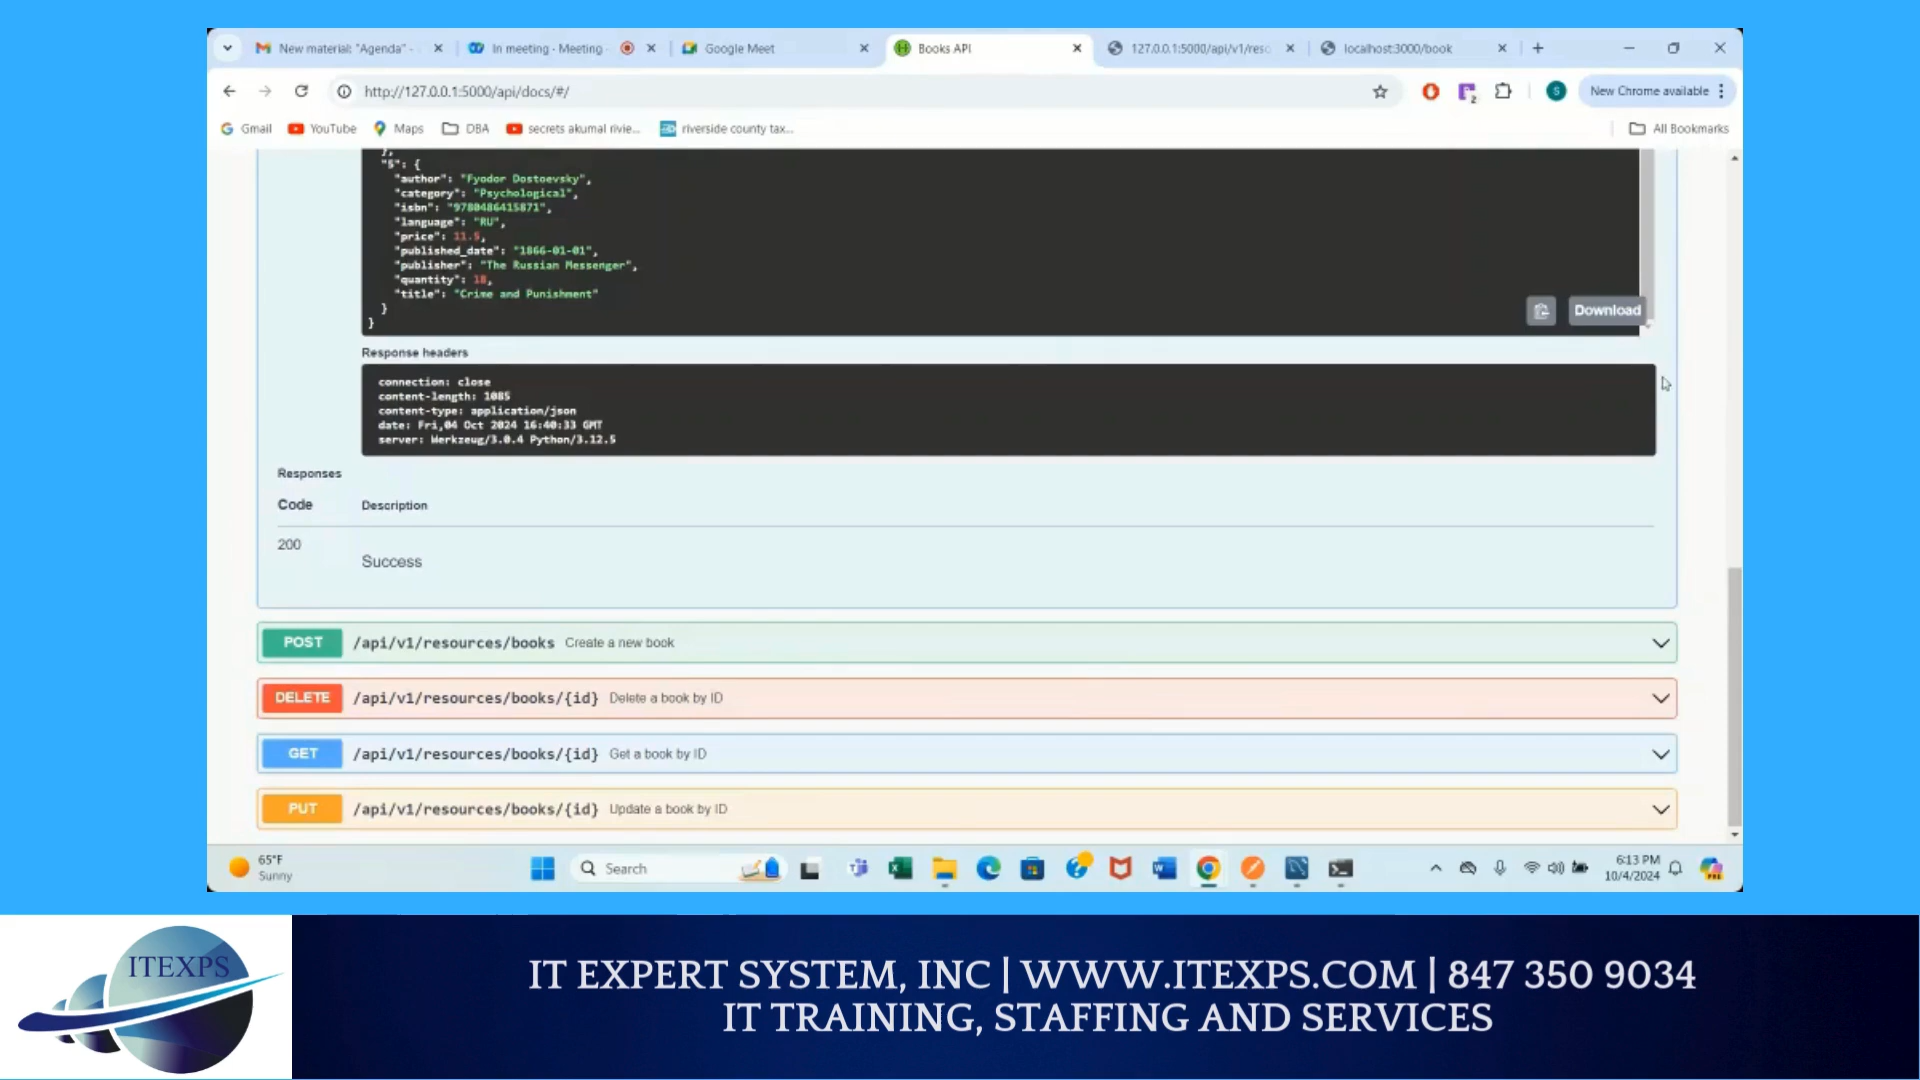 New material: "Agenda" -
In meeting - Meeting
Google Meet
Books API
127.0.0.1:5000/api/v1/reso
localhost:3000/book
http://127.0.0.1:5000/api/docs/#/
New Chrome available
Gmail
YouTube
Maps
DBA
secrets akumal rivie...
riverside county tax...
All Bookmarks
},
"5": {
"author": "Fyodor Dostoevsky",
"category": "Psychological",
"isbn": "9780486415871",
"language": "RU",
"price": 11.5,
"published_date": "1866-01-01",
"publisher": "The Russian Messenger",
"quantity": 18,
"title": "Crime and Punishment"
}
}
Download
Response headers
connection: close
content-length: 1085
content-type: application/json
date: Fri,04 Oct 2024 16:40:33 GMT
server: Werkzeug/3.0.4 Python/3.12.5
Responses
Code Description
200
Success
POST /api/v1/resources/books Create a new book
DELETE /api/v1/resources/books/{id} Delete a book by ID
GET /api/v1/resources/books/{id} Get a book by ID
PUT /api/v1/resources/books/{id} Update a book by ID
65°F
Sunny
Search
6:13 PM
10/4/2024
ITEXPS
IT EXPERT SYSTEM, INC | WWW.ITEXPS.COM | 847 350 9034
IT TRAINING, STAFFING AND SERVICES